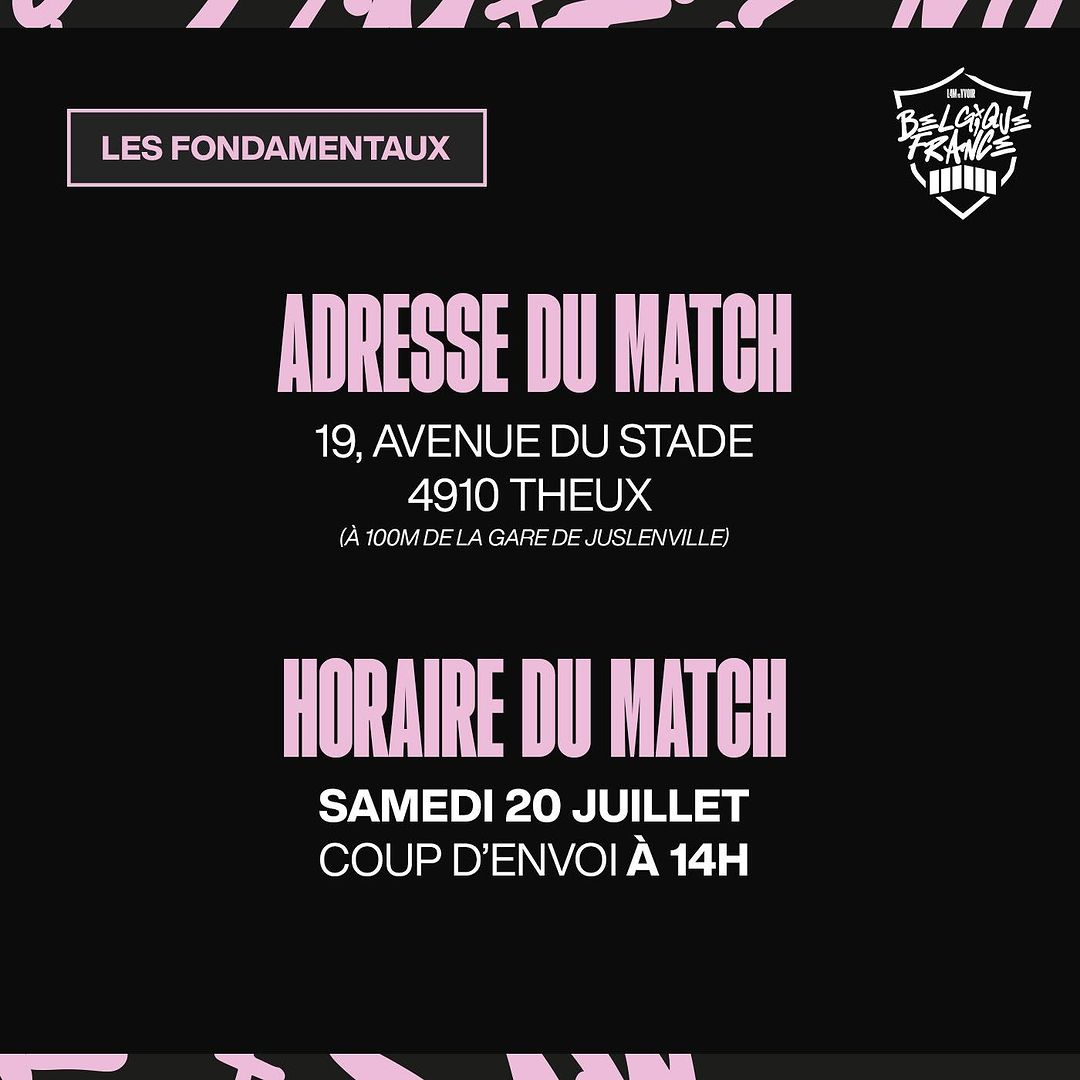 LES FONDAMENTAUX
BELGIQUE
FRANCE
ADRESSE DU MATCH
19, AVENUE DU STADE
4910 THEUX
(À 100M DE LA GARE DE JUSLENVILLE)
HORAIRE DU MATCH
SAMEDI 20 JUILLET
COUP D'ENVOI À 14H